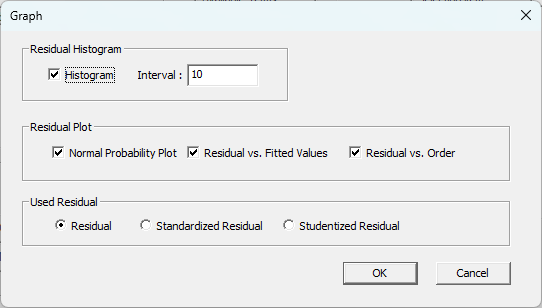 Graph
Residual Histogram
Histogram Interval : 10
Residual Plot
Normal Probability Plot Residual vs. Fitted Values Residual vs. Order
Used Residual
Residual Standardized Residual Studentized Residual
OK Cancel